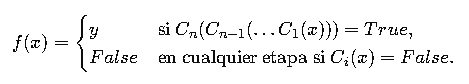 f(x) = { y si C_n(C_{n-1}(... C_1(x))) = True,
False en cualquier etapa si C_i(x) = False.